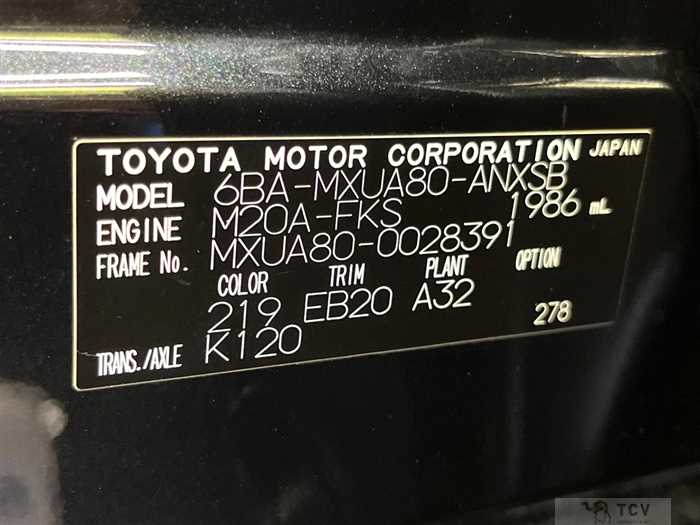 TOYOTA MOTOR CORPORATION JAPAN
MODEL 6BA-MXUA80-ANXSB
ENGINE M20A-FKS 1986 mL
FRAME No. MXUA80-0028391
COLOR TRIM PLANT OPTION
219 EB20 A32 278
TRANS./AXLE K120
TCV